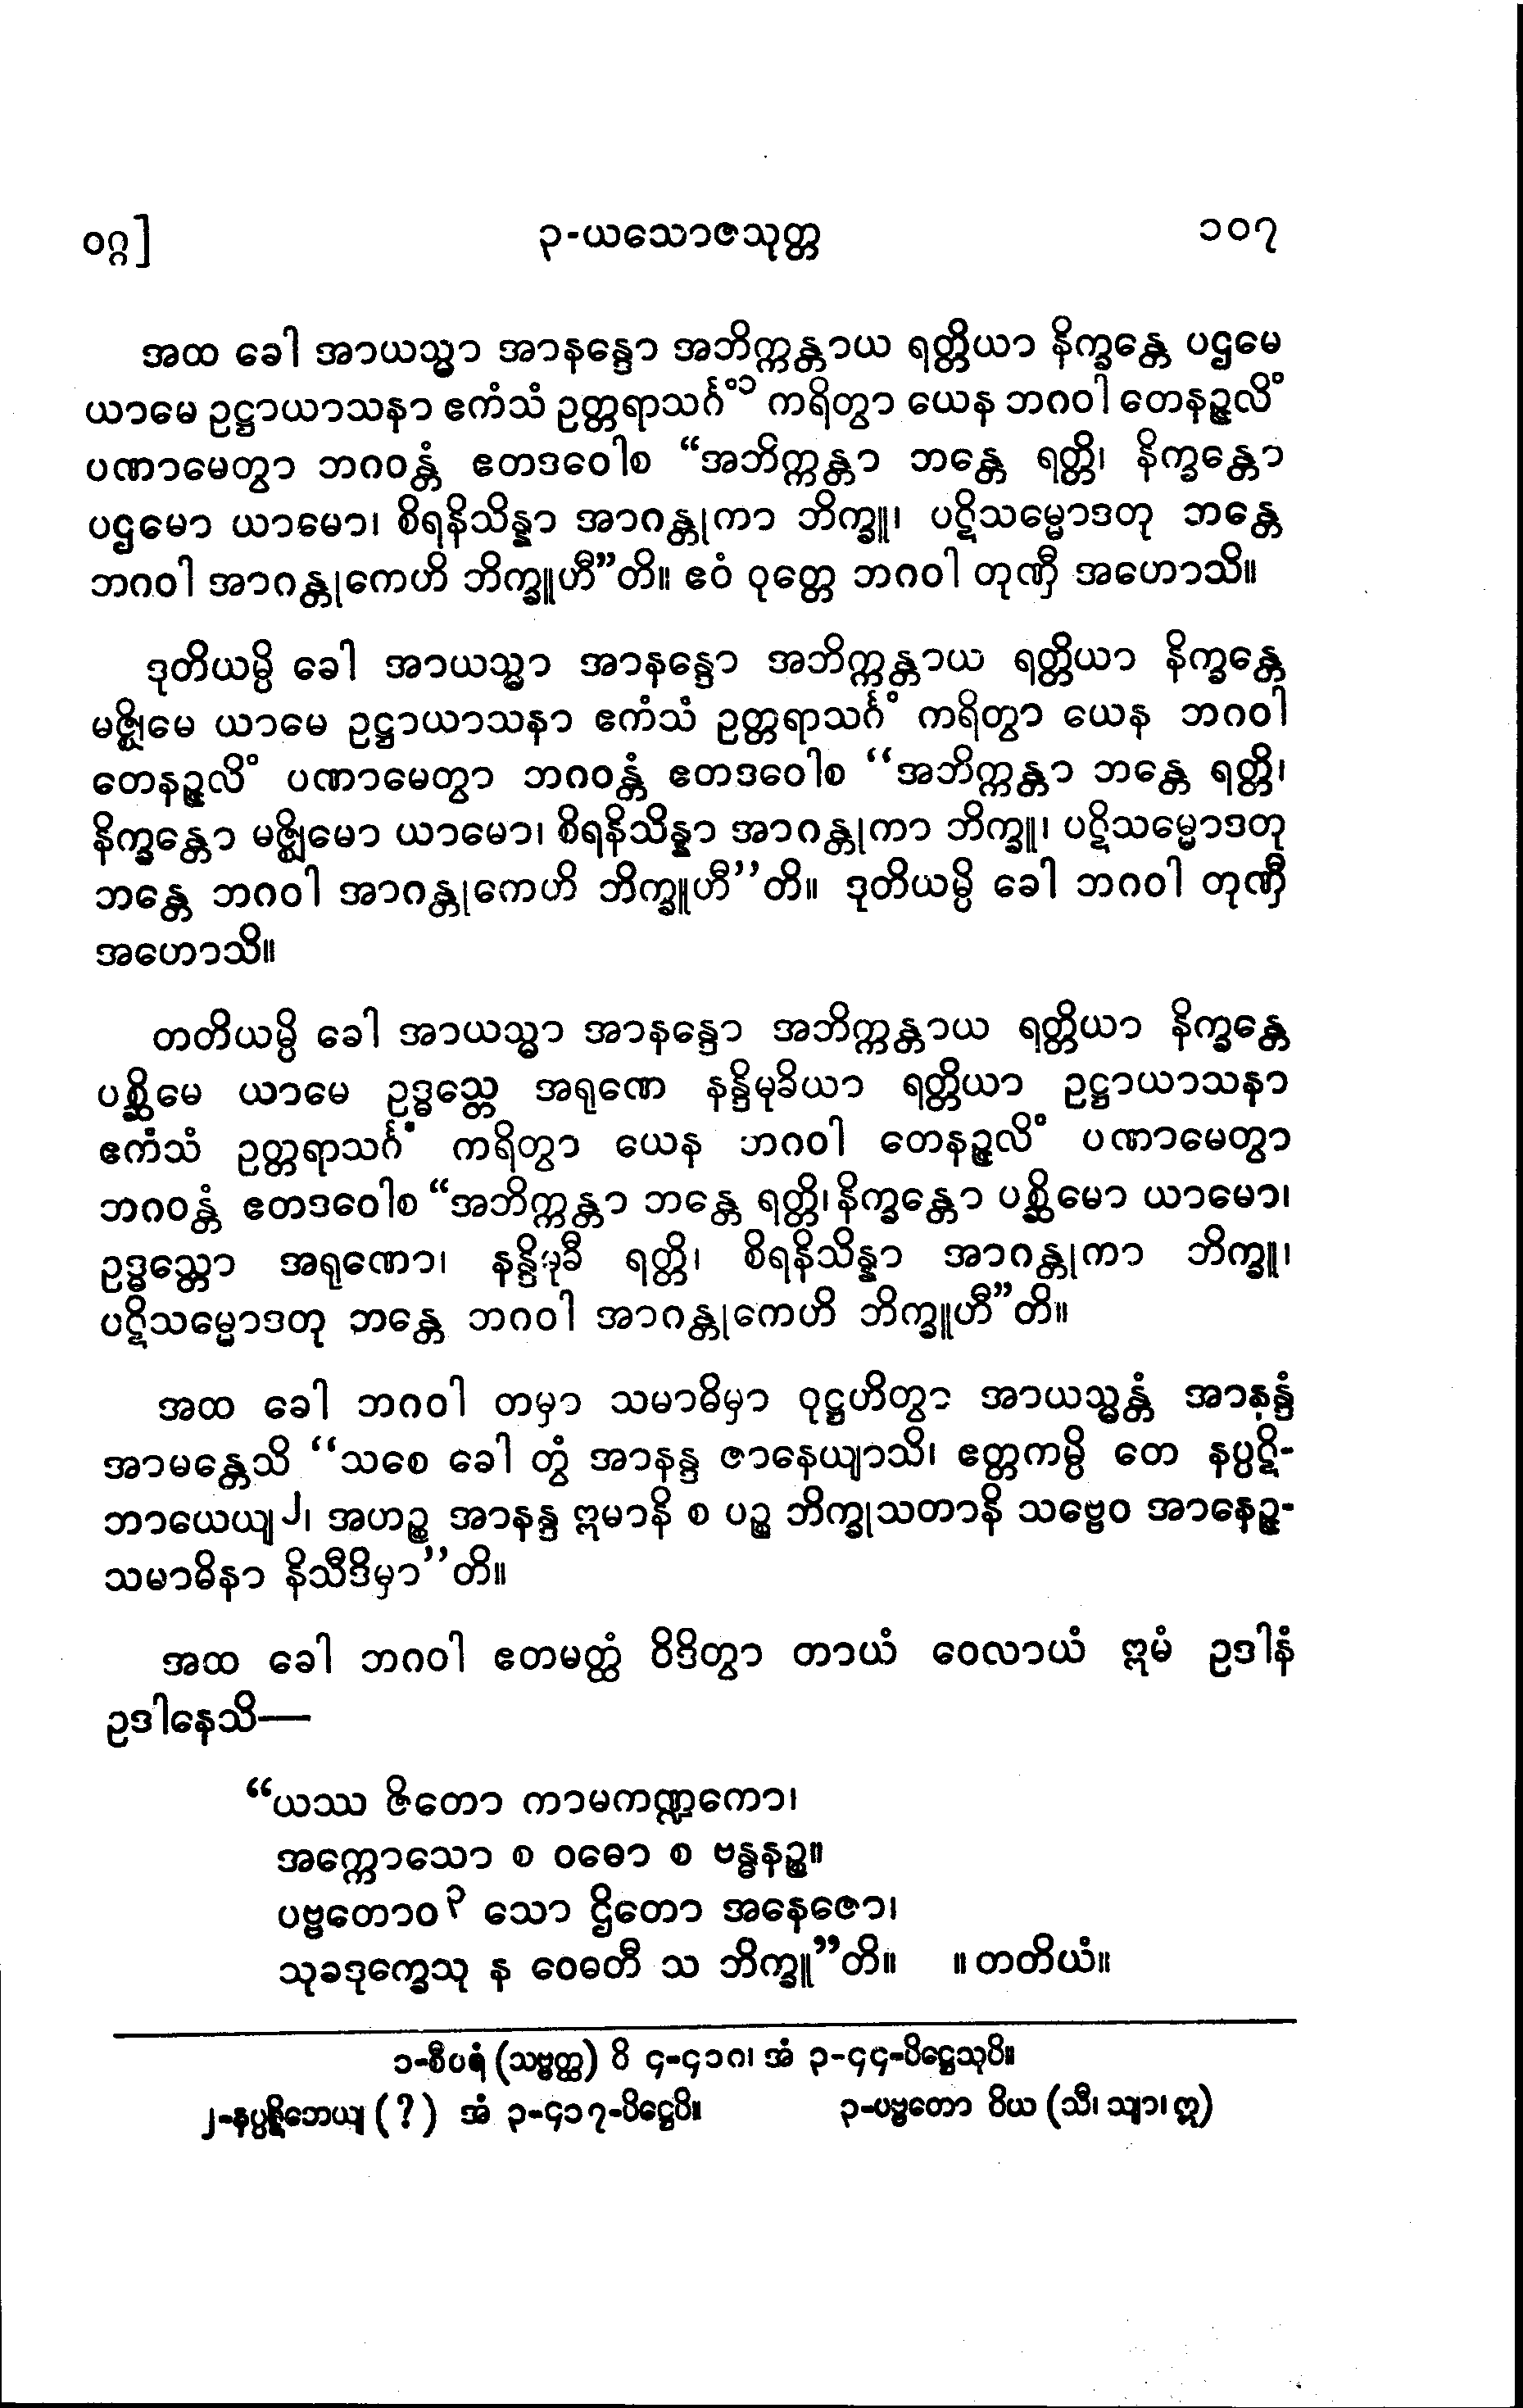 ဝဂ္ဂ]
၃-ယသောဇသုတ္တ
၁၀၇
အထ ခေါ အာယသ္မာ အာနန္ဒော အဘိက္ကန္တာယ ရတ္တိယာ နိက္ခန္တေ ပဌမေ
ယာမေ ဥဋ္ဌာယာသနာ ဧကံသံ ဥတ္တရာသင်္ဂံ၁ ကရိတွာ ယေန ဘဂဝါ တေနဉ္ဇလိံ
ပဏာမေတွာ ဘဂဝန္တံ ဧတဒဝေါစ “အဘိက္ကန္တာ ဘန္တေ ရတ္တိ၊ နိက္ခန္တော
ပဌမော ယာမော၊ စိရနိသိန္နာ အာဂန္တုကာ ဘိက္ခူ၊ ပဋိသမ္မောဒတု ဘန္တေ
ဘဂဝါ အာဂန္တုကေဟိ ဘိက္ခူဟီ”တိ။ ဧဝံ ဝုတ္တေ ဘဂဝါ တုဏှီ အဟောသိ။
ဒုတိယမ္ပိ ခေါ အာယသ္မာ အာနန္ဒော အဘိက္ကန္တာယ ရတ္တိယာ နိက္ခန္တေ
မဇ္ဈိမေ ယာမေ ဥဋ္ဌာယာသနာ ဧကံသံ ဥတ္တရာသင်္ဂံ ကရိတွာ ယေန ဘဂဝါ
တေနဉ္ဇလိံ ပဏာမေတွာ ဘဂဝန္တံ ဧတဒဝေါစ “အဘိက္ကန္တာ ဘန္တေ ရတ္တိ၊
နိက္ခန္တော မဇ္ဈိမော ယာမော၊ စိရနိသိန္နာ အာဂန္တုကာ ဘိက္ခူ၊ ပဋိသမ္မောဒတု
ဘန္တေ ဘဂဝါ အာဂန္တုကေဟိ ဘိက္ခူဟီ”တိ။ ဒုတိယမ္ပိ ခေါ ဘဂဝါ တုဏှီ
အဟောသိ။
တတိယမ္ပိ ခေါ အာယသ္မာ အာနန္ဒော အဘိက္ကန္တာယ ရတ္တိယာ နိက္ခန္တေ
ပစ္ဆိမေ ယာမေ ဥဒ္ဓသ္တေ အရုဏေ နန္ဒိမုခိယာ ရတ္တိယာ ဥဋ္ဌာယာသနာ
ဧကံသံ ဥတ္တရာသင်္ဂံ ကရိတွာ ယေန ဘဂဝါ တေနဉ္ဇလိံ ပဏာမေတွာ
ဘဂဝန္တံ ဧတဒဝေါစ “အဘိက္ကန္တာ ဘန္တေ ရတ္တိ၊ နိက္ခန္တော ပစ္ဆိမော ယာမော၊
ဥဒ္ဓသ္တော အရုဏော၊ နန္ဒိမုခီ ရတ္တိ၊ စိရနိသိန္နာ အာဂန္တုကာ ဘိက္ခူ၊
ပဋိသမ္မောဒတု ဘန္တေ ဘဂဝါ အာဂန္တုကေဟိ ဘိက္ခူဟီ”တိ။
အထ ခေါ ဘဂဝါ တမှာ သမာဓိမှာ ဝုဋ္ဌဟိတွာ အာယသ္မန္တံ အာနန္ဒံ
အာမန္တေသိ “သစေ ခေါ တွံ အာနန္ဒ ဇာနေယျာသိ၊ ဧတ္တကမ္ပိ တေ နပ္ပဋိ-
ဘာယေယျ၂၊ အဟဉ္စ အာနန္ဒ ဣမာနိ စ ပဉ္စ ဘိက္ခုသတာနိ သဗ္ဗေဝ အာနေဉ္ဇ-
သမာဓိနာ နိသီဒိမှာ”တိ။
အထ ခေါ ဘဂဝါ ဧတမတ္ထံ ဝိဒိတွာ တာယံ ဝေလာယံ ဣမံ ဥဒါနံ
ဥဒါနေသိ—
“ယဿ ဇိတော ကာမကဏ္ဍကော၊
အက္ကောသော စ ဝဓော စ ဗန္ဓနဉ္စ။
ပဗ္ဗတောဝ၃ သော ဌိတော အနေဇော၊
သုခဒုက္ခေသု န ဝေဓတီ သ ဘိက္ခူ”တိ။ ။ တတိယံ။
၁-စီဝရံ (သဗ္ဗတ္ထ) ဝိ ၄-၄၁ဂ၊ အံ ၃-၄၄-ပိဋ္ဌေသုပိ။
၂-နပ္ပဋိဘေယျ (?) အံ ၃-၄၁၇-ပိဋ္ဌေပိ။ ၃-ပဗ္ဗတော ဝိယ (သီ၊ သျာ၊ ဣ)